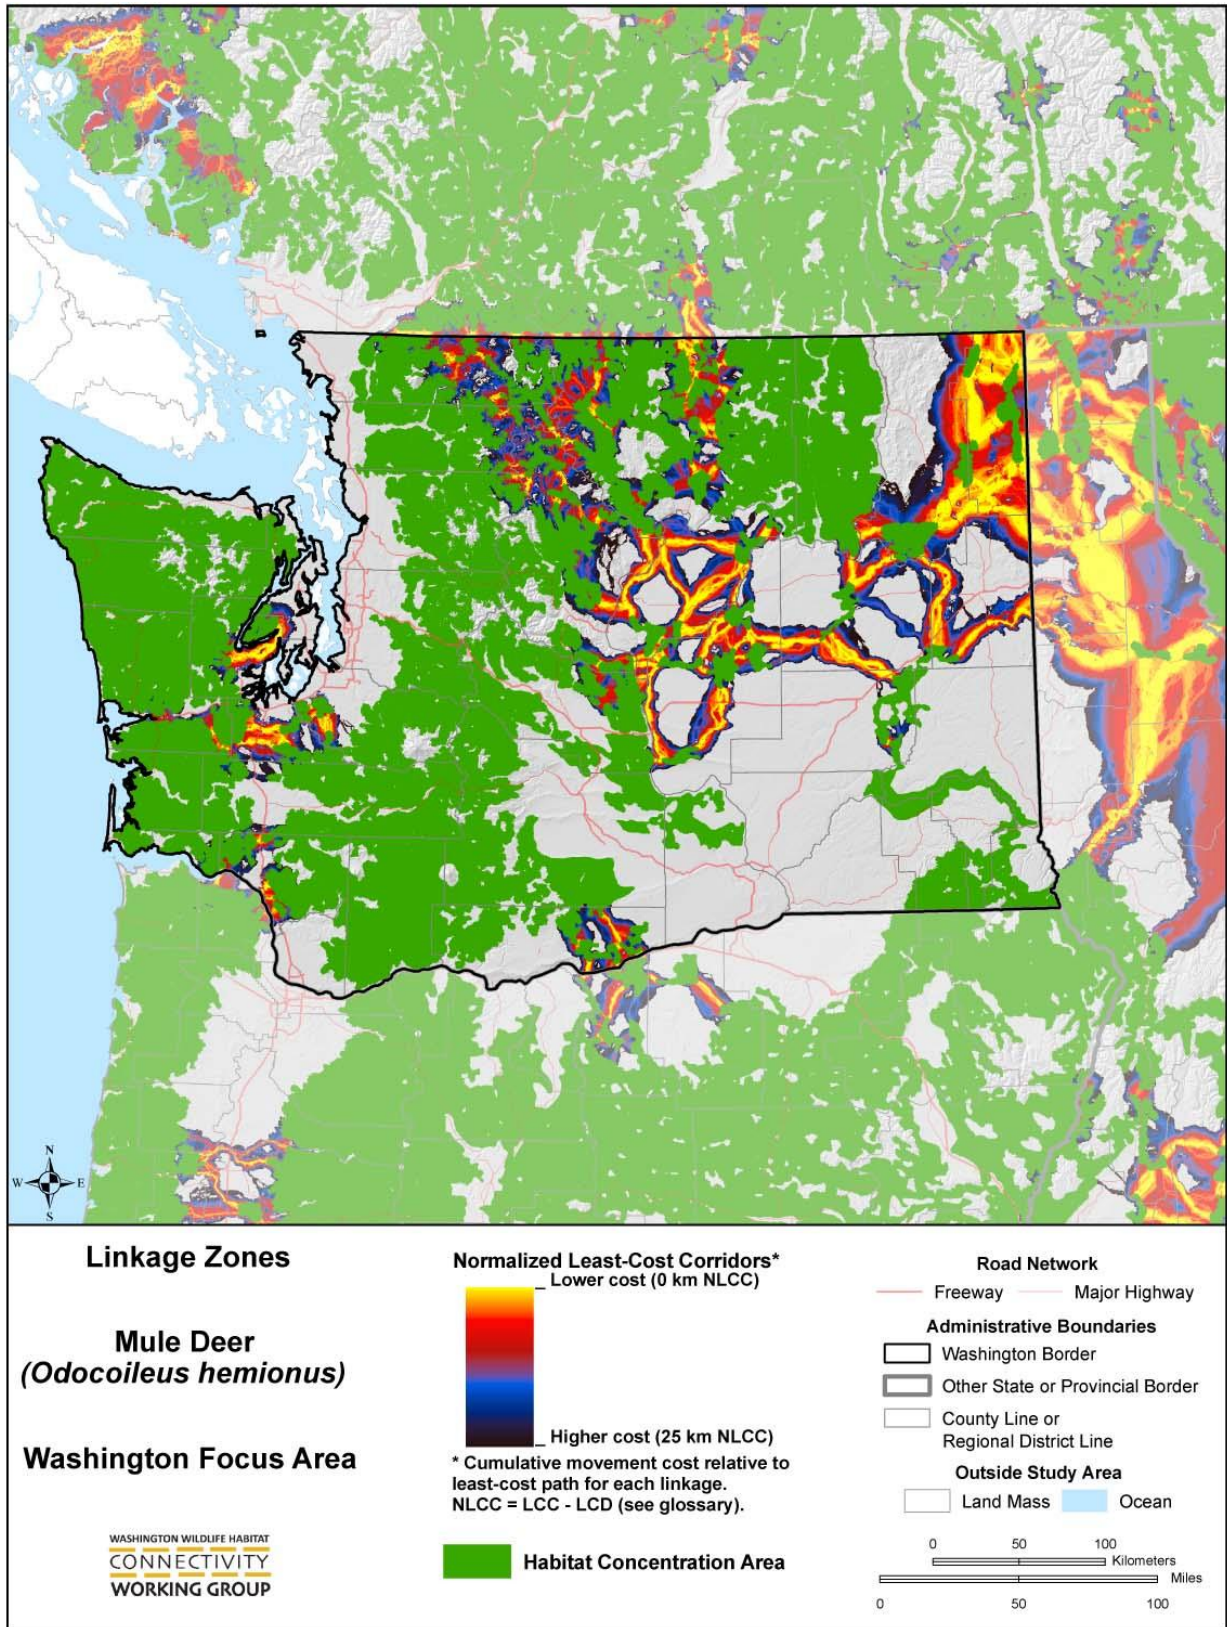 N
W
E
S
Linkage Zones
Mule Deer
(Odocoileus hemionus)
Washington Focus Area
WASHINGTON WILDLIFE HABITAT
CONNECTIVITY
WORKING GROUP
Normalized Least-Cost Corridors*
_ Lower cost (0 km NLCC)
_ Higher cost (25 km NLCC)
* Cumulative movement cost relative to
least-cost path for each linkage.
NLCC = LCC - LCD (see glossary).
Habitat Concentration Area
Road Network
Freeway Major Highway
Administrative Boundaries
Washington Border
Other State or Provincial Border
County Line or
Regional District Line
Outside Study Area
Land Mass Ocean
0 50 100
Kilometers
Miles
0 50 100